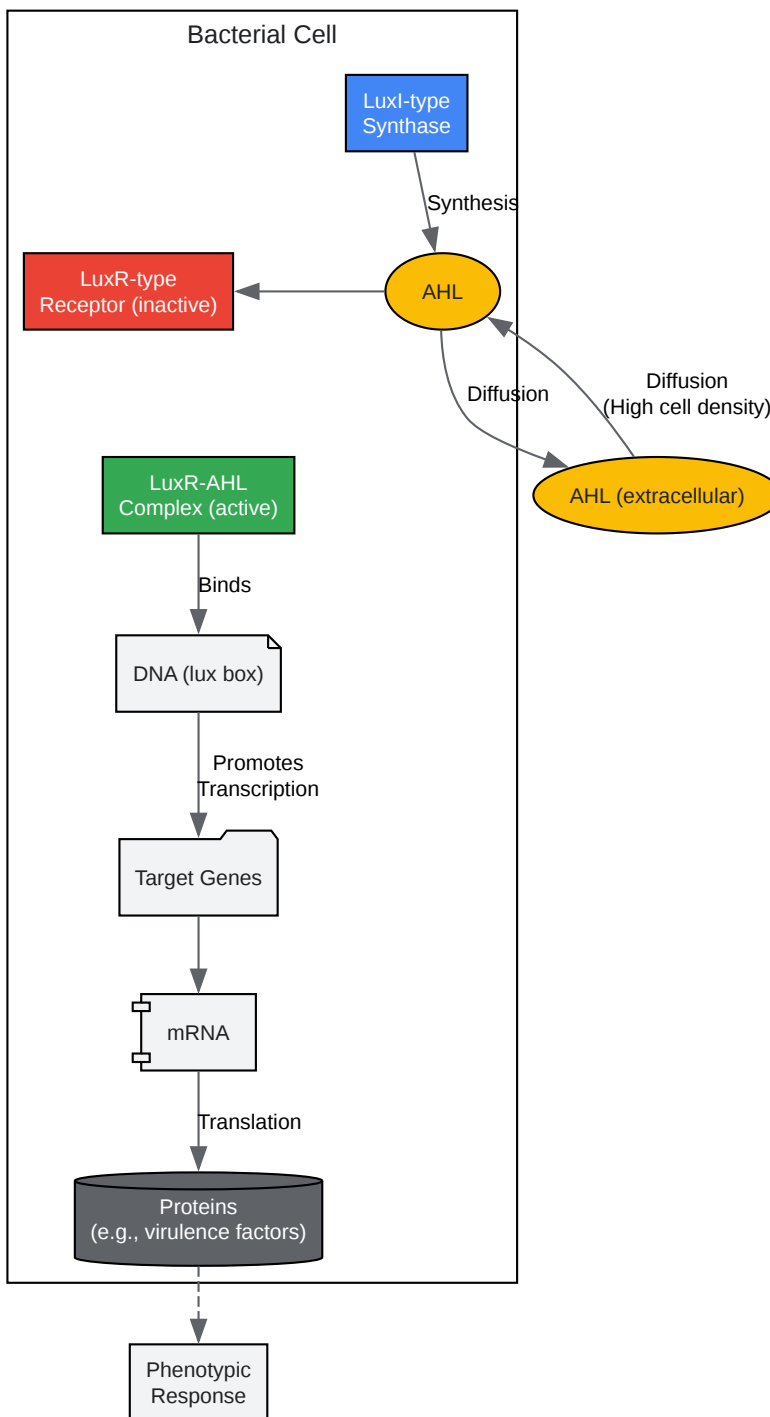 Bacterial Cell
LuxI-type
Synthase
Synthesis
LuxR-type
Receptor (inactive)
AHL
Diffusion
Diffusion
(High cell density)
LuxR-AHL
Complex (active)
AHL (extracellular)
Binds
DNA (lux box)
Promotes
Transcription
Target Genes
mRNA
Translation
Proteins
(e.g., virulence factors)
Phenotypic
Response